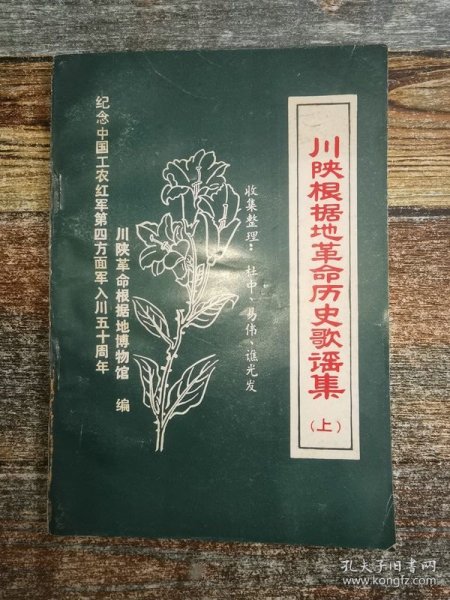 川陕根据地革命历史歌谣集
（上）
收集整理：杜中、易伟、谯光发
川陕革命根据地博物馆 编
纪念中国工农红军第四方面军入川五十周年
孔夫子旧书网
www.kongfz.com